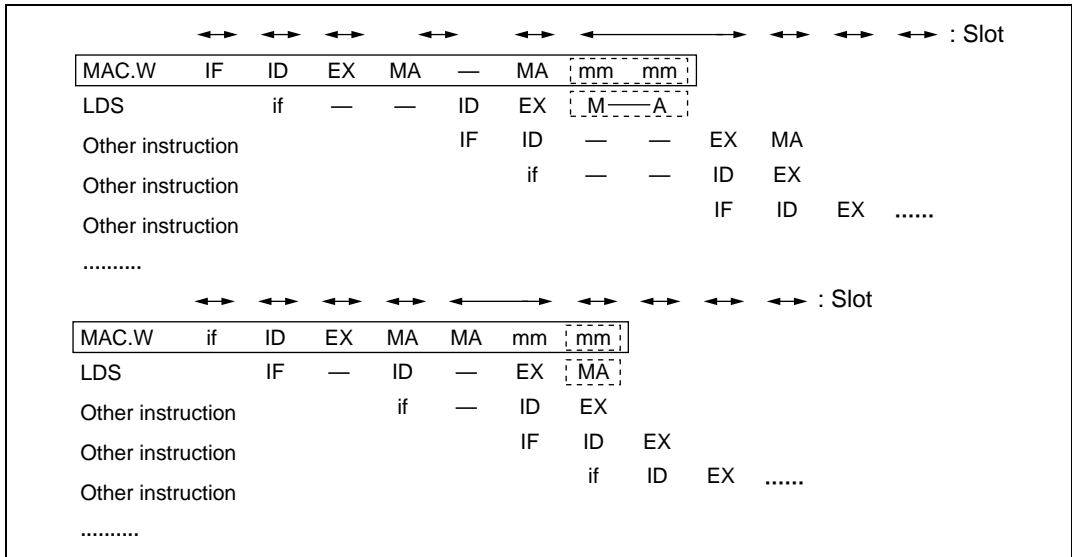 : Slot
MAC.W IF ID EX MA — MA mm mm
LDS if — — ID EX M — A
Other instruction IF ID — — EX MA
Other instruction if — — ID EX
Other instruction IF ID EX ......
..........
: Slot
MAC.W if ID EX MA MA mm mm
LDS IF — ID — EX MA
Other instruction if — ID EX
Other instruction IF ID EX
Other instruction if ID EX ......
..........